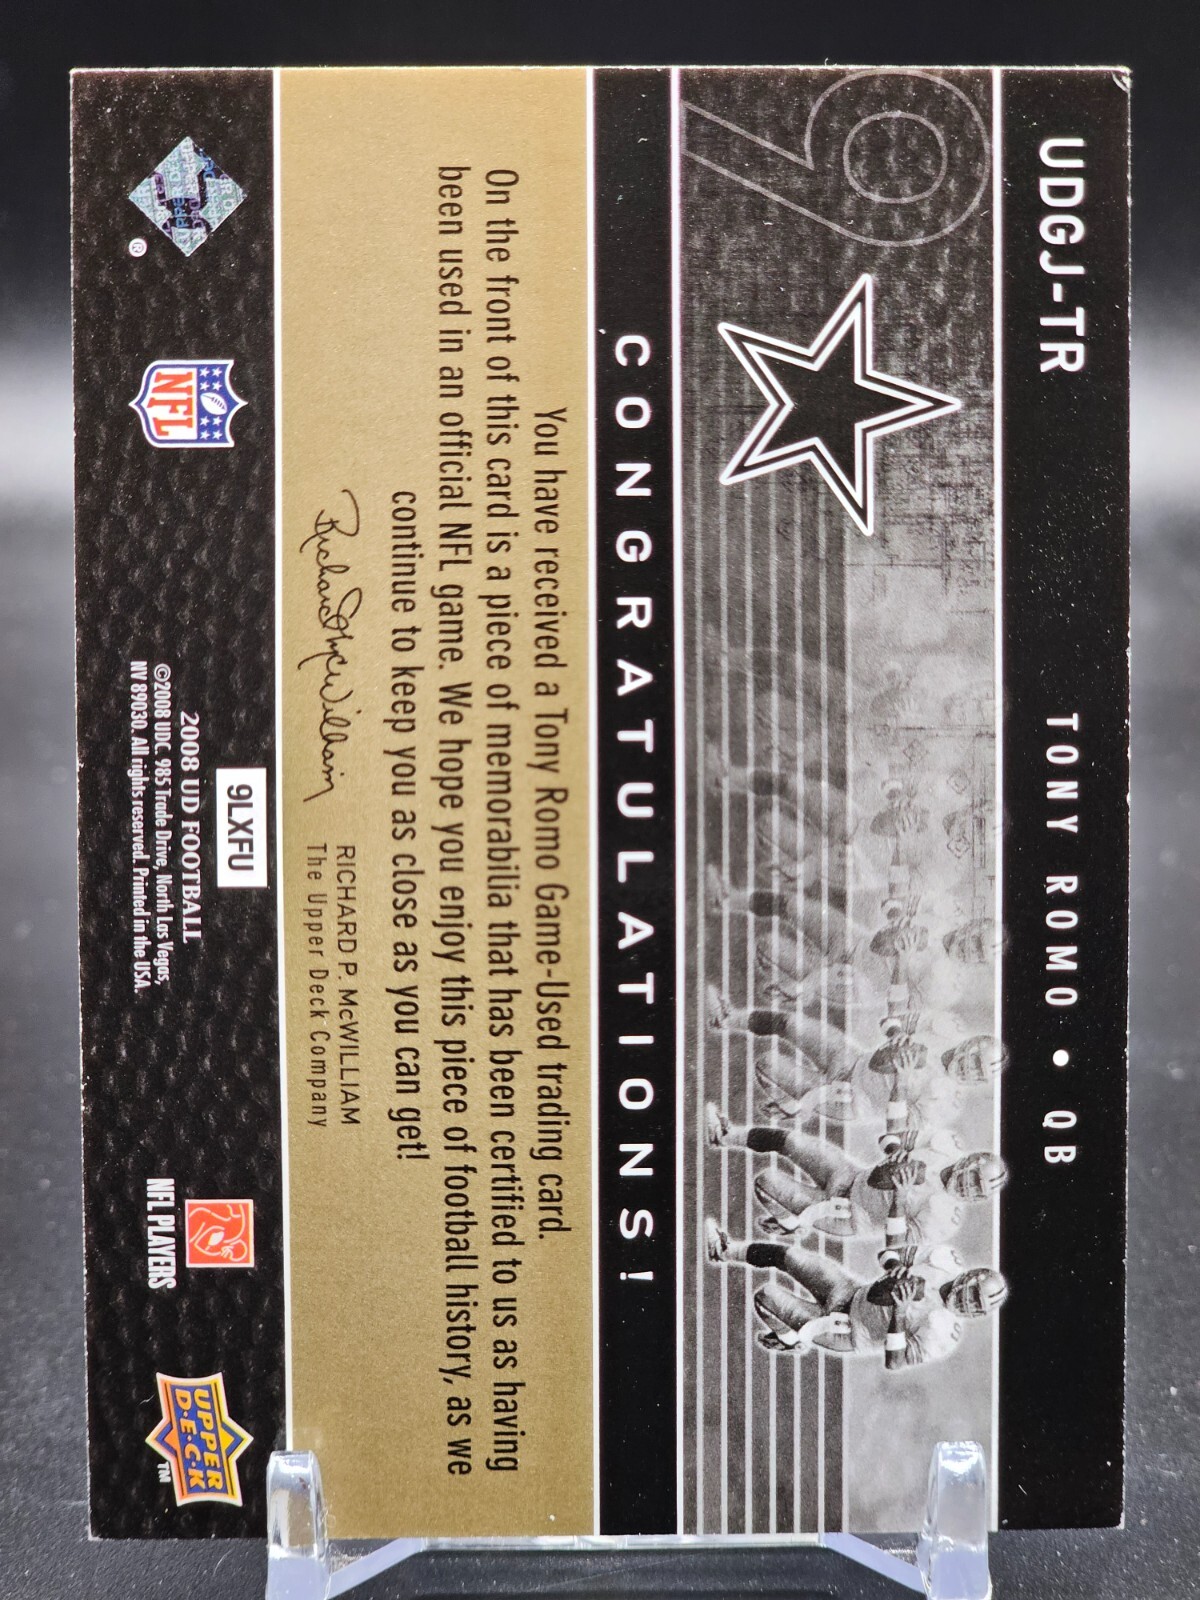 UDGJ-TR
TONY ROMO • QB
9
CONGRATULATIONS!
You have received a Tony Romo Game-Used trading card.
On the front of this card is a piece of memorabilia that has been certified to us as having
been used in an official NFL game. We hope you enjoy this piece of football history, as we
continue to keep you as close as you can get!
Richard McWilliam
RICHARD P. McWILLIAM
The Upper Deck Company
®
NFL
9LXFU
2008 UD FOOTBALL
©2008 UDC. 985 Trade Drive, North Las Vegas,
NV 89030. All rights reserved. Printed in the USA.
NFL PLAYERS
UPPER
D·E·C·K
TM